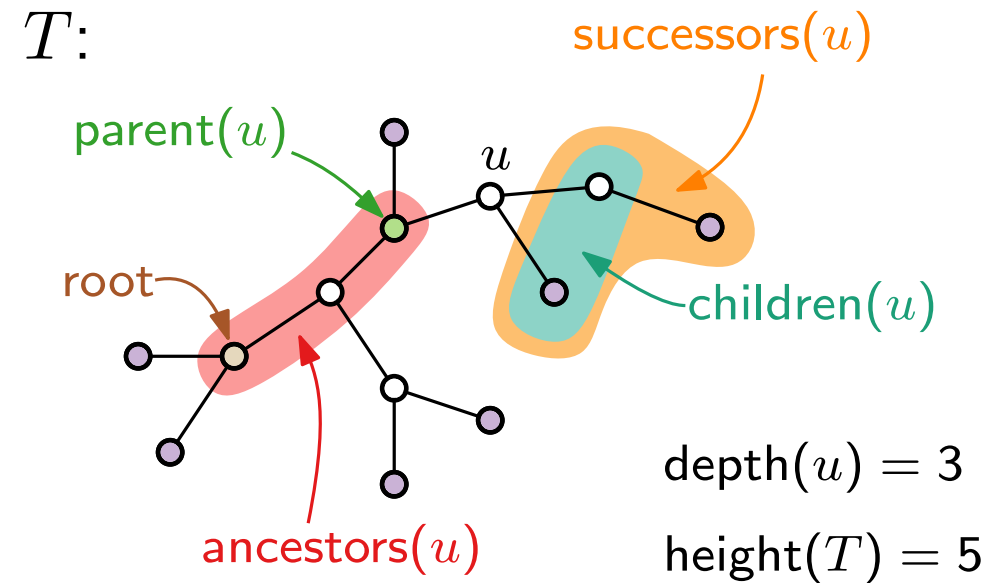 T:
successors(u)
parent(u)
u
root
children(u)
depth(u) = 3
ancestors(u)
height(T) = 5